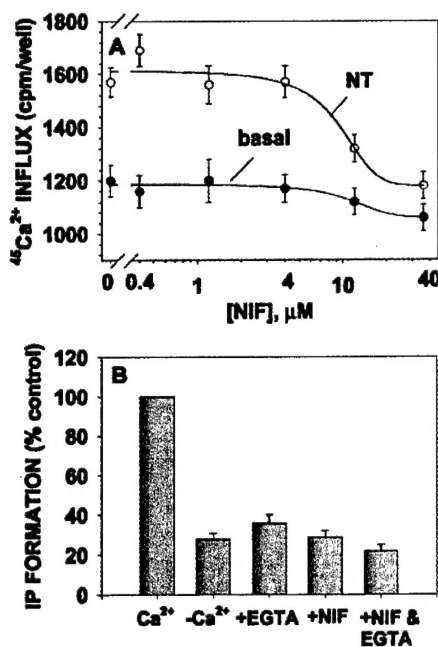 1800
1600
1400
1200
1000
⁴⁵Ca²⁺ INFLUX (cpm/well)
A
NT
basal
0 0.4 1 4 10 40
[NIF], μM
120
100
80
60
40
20
0
IP FORMATION (% control)
B
Ca²⁺ -Ca²⁺ +EGTA +NIF +NIF &
EGTA